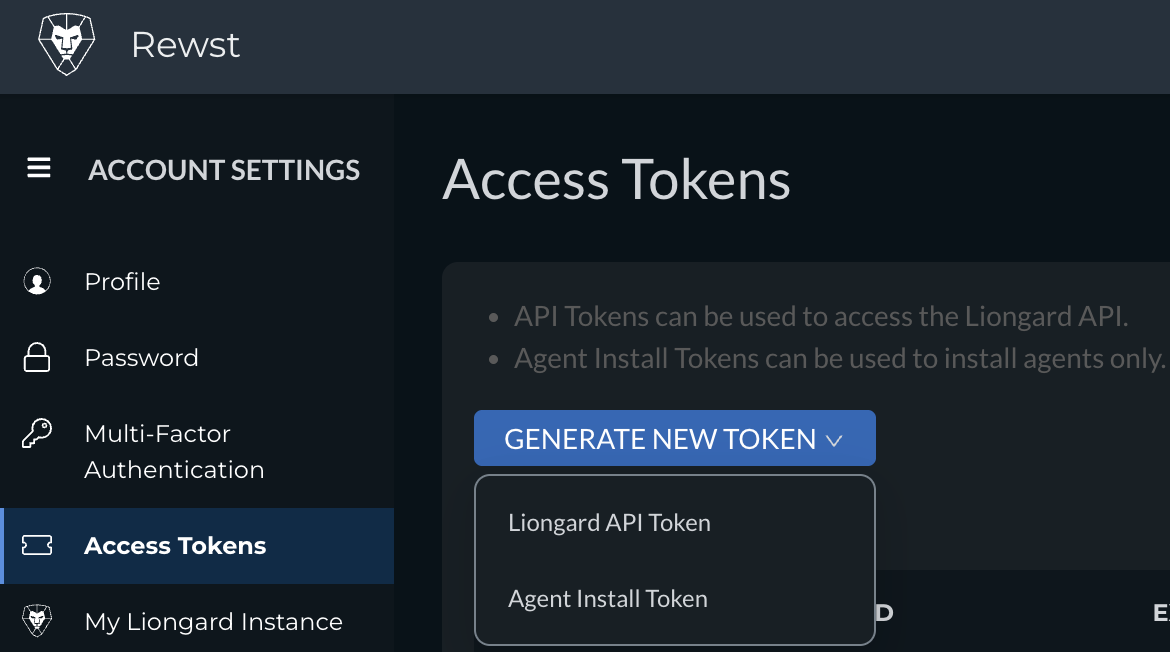 Rewst
ACCOUNT SETTINGS
Profile
Password
Multi-Factor
Authentication
Access Tokens
My Liongard Instance
Access Tokens
• API Tokens can be used to access the Liongard API.
• Agent Install Tokens can be used to install agents only.
GENERATE NEW TOKEN
Liongard API Token
Agent Install Token